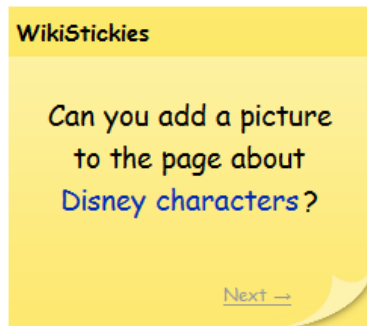 WikiStickies
Can you add a picture
to the page about
Disney characters?
Next →